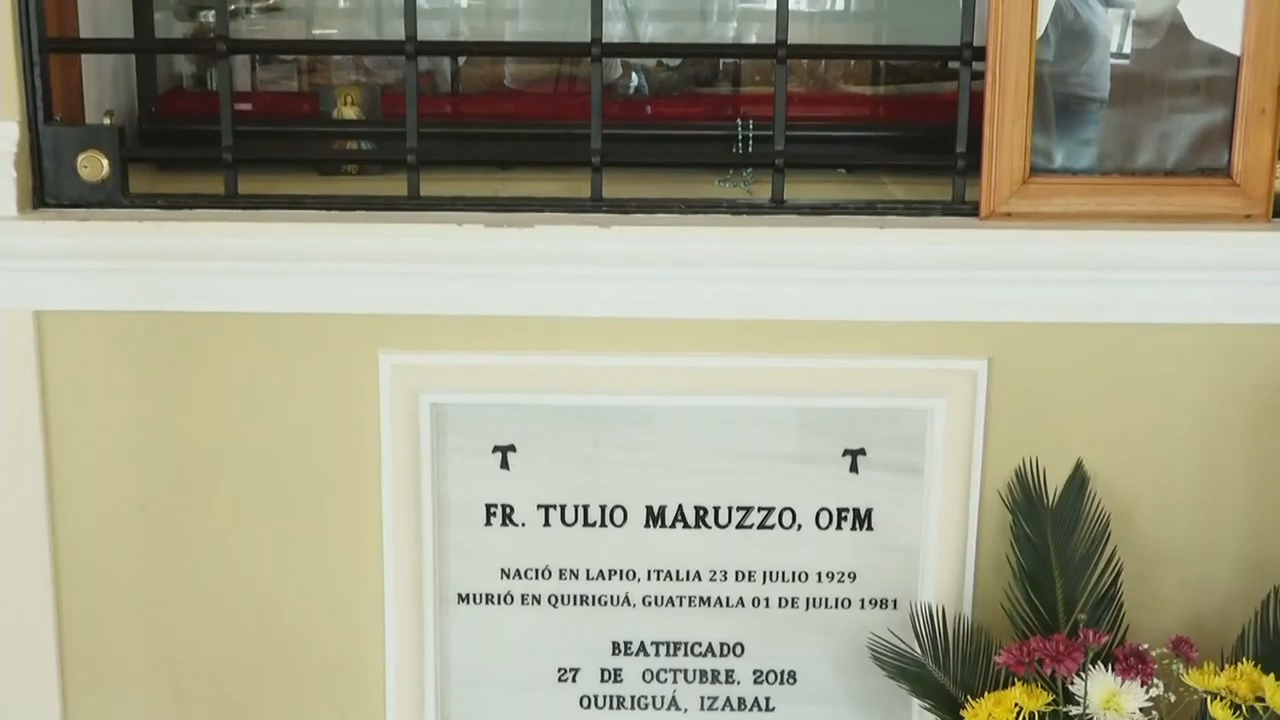 FR. TULIO MARUZZO, OFM
NACIÓ EN LAPIO, ITALIA 23 DE JULIO 1929
MURIÓ EN QUIRIGUÁ, GUATEMALA 01 DE JULIO 1981
BEATIFICADO
27 DE OCTUBRE, 2018
QUIRIGUÁ, IZABAL